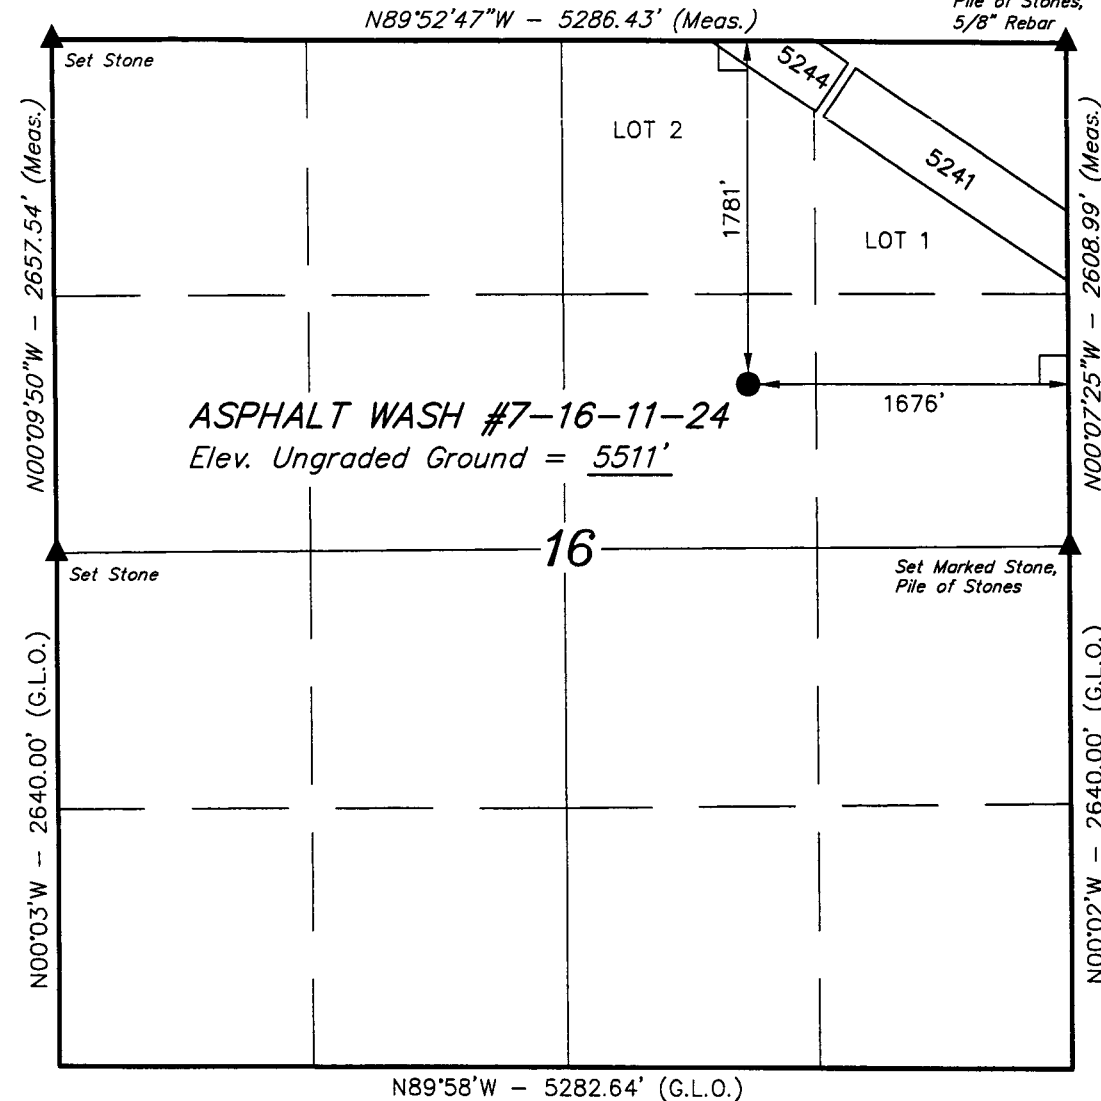 N89°52'47"W - 5286.43' (Meas.)
Pile of Stones,
5/8" Rebar
Set Stone
5244
LOT 2
5241
1781'
LOT 1
N00°09'50"W - 2657.54' (Meas.)
N00°07'25"W - 2608.99' (Meas.)
1676'
ASPHALT WASH #7-16-11-24
Elev. Ungraded Ground = 5511'
16
Set Stone
Set Marked Stone,
Pile of Stones
N00°03'W - 2640.00' (G.L.O.)
N00°02'W - 2640.00' (G.L.O.)
N89°58'W - 5282.64' (G.L.O.)